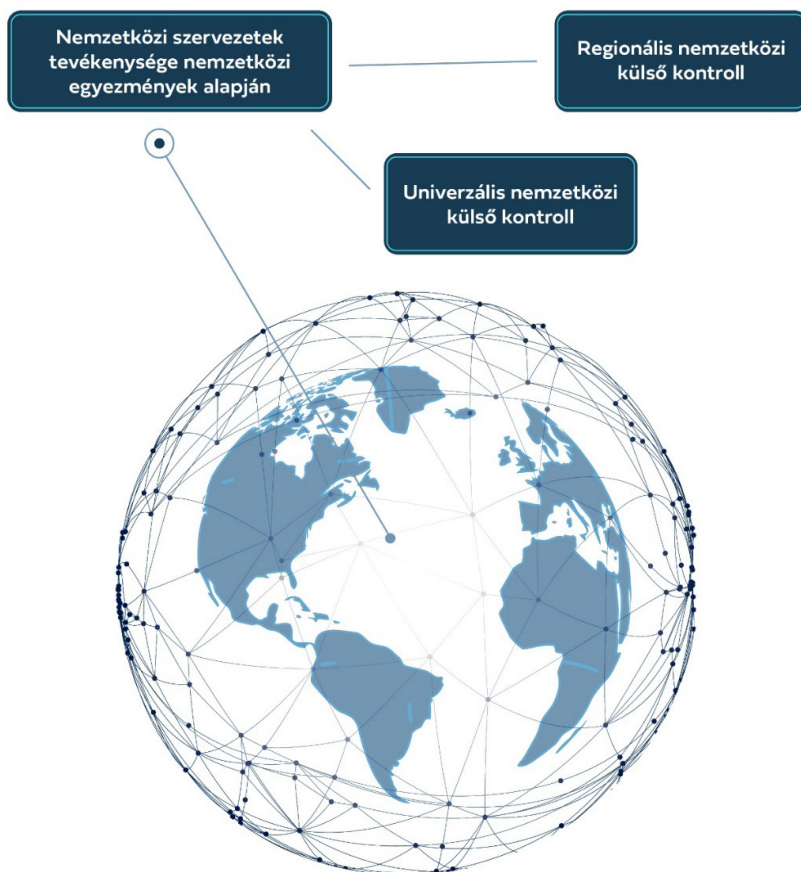 Nemzetközi szervezetek
tevékenysége nemzetközi
egyezmények alapján
Regionális nemzetközi
külső kontroll
Univerzális nemzetközi
külső kontroll